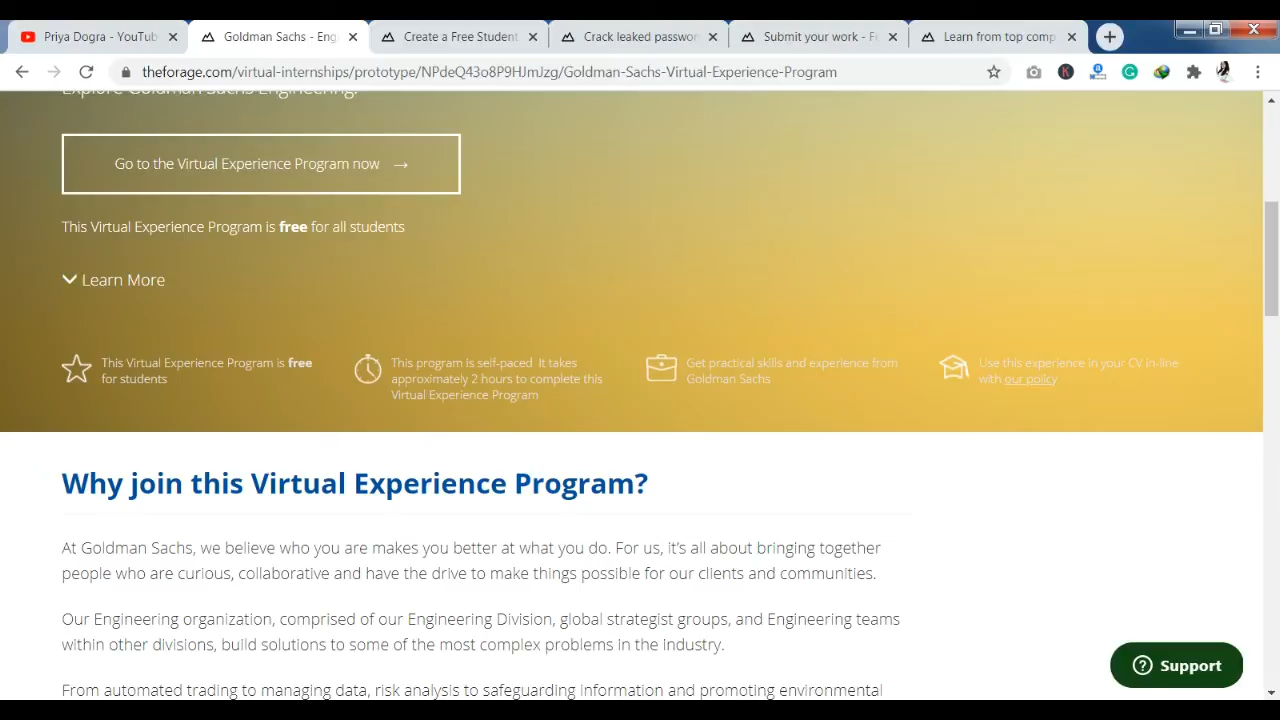 Priya Dogra - YouTub
Goldman Sachs - Eng
Create a Free Stude
Crack leaked passwor
Submit your work - F
Learn from top comp
theforage.com/virtual-internships/prototype/NPdeQ43o8P9HJmJzg/Goldman-Sachs-Virtual-Experience-Program
Explore Goldman Sachs Engineering.
Go to the Virtual Experience Program now →
This Virtual Experience Program is free for all students
Learn More
This Virtual Experience Program is free
for students
This program is self-paced It takes
approximately 2 hours to complete this
Virtual Experience Program
Get practical skills and experience from
Goldman Sachs
Use this experience in your CV in-line
with our policy
Why join this Virtual Experience Program?
At Goldman Sachs, we believe who you are makes you better at what you do. For us, it's all about bringing together
people who are curious, collaborative and have the drive to make things possible for our clients and communities.
Our Engineering organization, comprised of our Engineering Division, global strategist groups, and Engineering teams
within other divisions, build solutions to some of the most complex problems in the industry.
From automated trading to managing data, risk analysis to safeguarding information and promoting environmental
Support